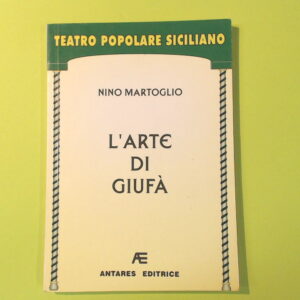 TEATRO POPOLARE SICILIANO
NINO MARTOGLIO
L'ARTE
DI
GIUFÀ
Æ
ANTARES EDITRICE